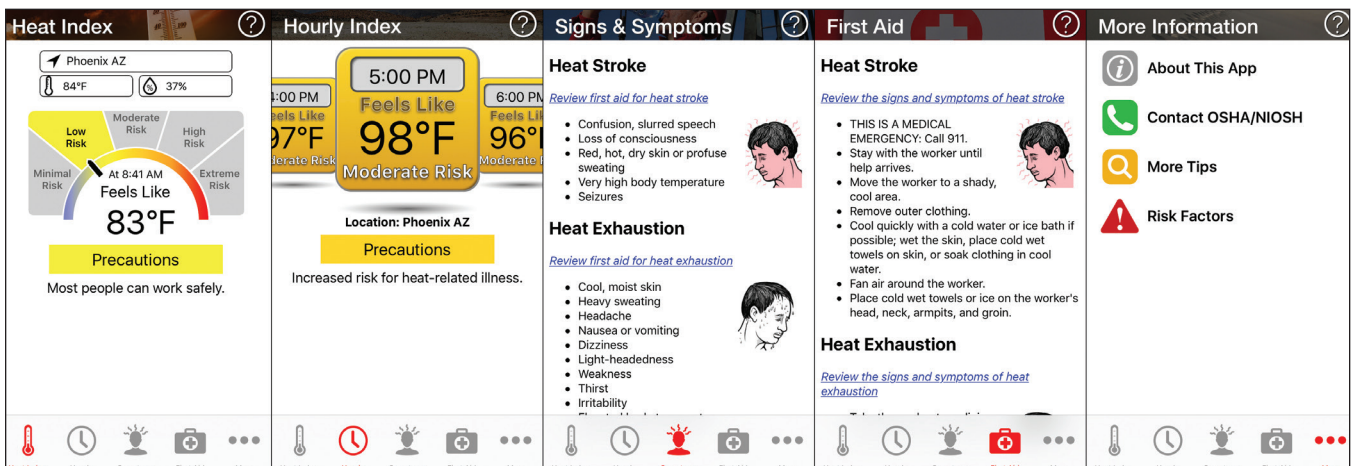 Heat Index
?
Phoenix AZ
84°F
% 37%
Minimal
Risk
Low
Risk
Moderate
Risk
High
Risk
Extreme
Risk
At 8:41 AM
Feels Like
83°F
Precautions
Most people can work safely.
Hourly Index
?
:00 PM
eels Like
97°F
derate Risk
5:00 PM
Feels Like
98°F
Moderate Risk
6:00 PM
Feels Lik
96°
Moderate R
Location: Phoenix AZ
Precautions
Increased risk for heat-related illness.
Signs & Symptoms
?
Heat Stroke
Review first aid for heat stroke
• Confusion, slurred speech
• Loss of consciousness
• Red, hot, dry skin or profuse
sweating
• Very high body temperature
• Seizures
Heat Exhaustion
Review first aid for heat exhaustion
• Cool, moist skin
• Heavy sweating
• Headache
• Nausea or vomiting
• Dizziness
• Light-headedness
• Weakness
• Thirst
• Irritability
First Aid
?
Heat Stroke
Review the signs and symptoms of heat stroke
• THIS IS A MEDICAL
EMERGENCY: Call 911.
• Stay with the worker until
help arrives.
• Move the worker to a shady,
cool area.
• Remove outer clothing.
• Cool quickly with a cold water or ice bath if
possible; wet the skin, place cold wet
towels on skin, or soak clothing in cool
water.
• Fan air around the worker.
• Place cold wet towels or ice on the worker's
head, neck, armpits, and groin.
Heat Exhaustion
Review the signs and symptoms of heat
exhaustion
More Information
?
About This App
Contact OSHA/NIOSH
More Tips
Risk Factors